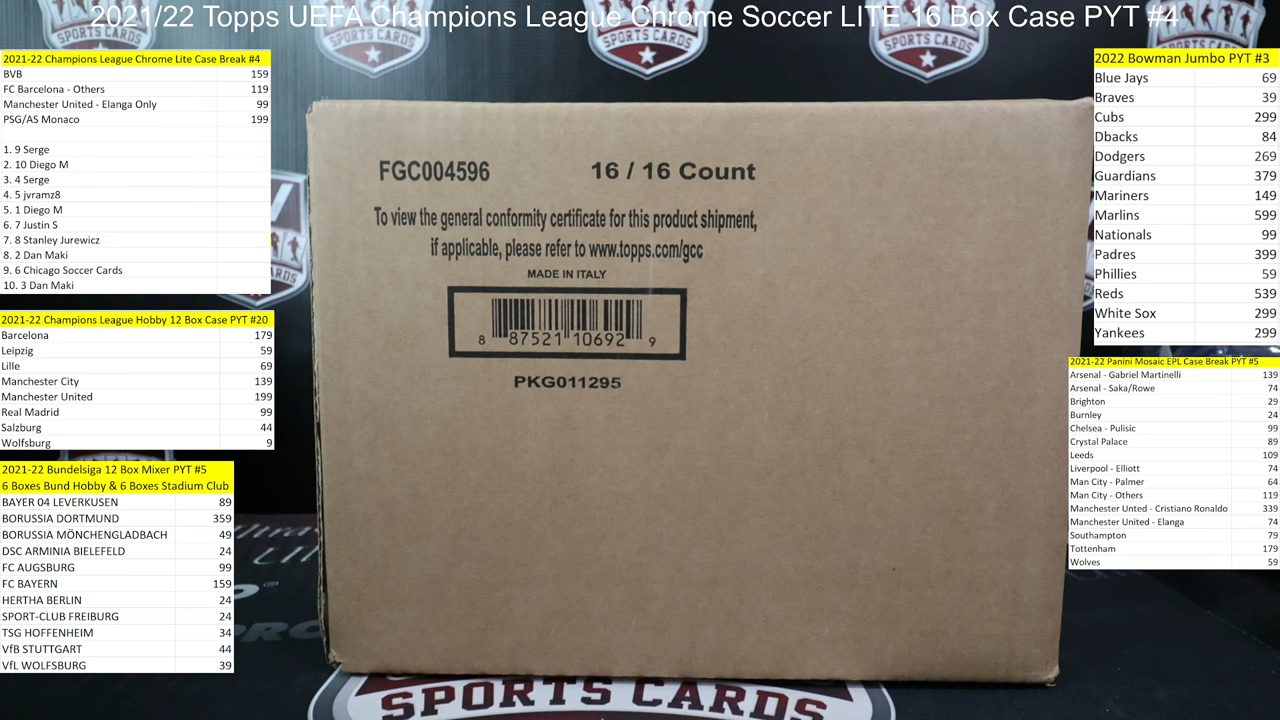 2021/22 Topps UEFA Champions League Chrome Soccer LITE 16 Box Case PYT #4
SPORTS CARDS
SPORTS CARDS
SPORTS CARDS
2021-22 Champions League Chrome Lite Case Break #4
BVB 159
FC Barcelona - Others 119
Manchester United - Elanga Only 99
PSG/AS Monaco 199
1. 9 Serge
2. 10 Diego M
3. 4 Serge
4. 5 jvramz8
5. 1 Diego M
6. 7 Justin S
7. 8 Stanley Jurewicz
8. 2 Dan Maki
9. 6 Chicago Soccer Cards
10. 3 Dan Maki
2021-22 Champions League Hobby 12 Box Case PYT #20
Barcelona 179
Leipzig 59
Lille 69
Manchester City 139
Manchester United 199
Real Madrid 99
Salzburg 44
Wolfsburg 9
2021-22 Bundelsiga 12 Box Mixer PYT #5
6 Boxes Bund Hobby & 6 Boxes Stadium Club
BAYER 04 LEVERKUSEN 89
BORUSSIA DORTMUND 359
BORUSSIA MÖNCHENGLADBACH 49
DSC ARMINIA BIELEFELD 24
FC AUGSBURG 99
FC BAYERN 159
HERTHA BERLIN 24
SPORT-CLUB FREIBURG 24
TSG HOFFENHEIM 34
VfB STUTTGART 44
VfL WOLFSBURG 39
FGC004596 16 / 16 Count
To view the general conformity certificate for this product shipment,
if applicable, please refer to www.topps.com/gcc
MADE IN ITALY
8 87521 10692 9
PKG011295
2022 Bowman Jumbo PYT #3
Blue Jays 69
Braves 39
Cubs 299
Dbacks 84
Dodgers 269
Guardians 379
Mariners 149
Marlins 599
Nationals 99
Padres 399
Phillies 59
Reds 539
White Sox 299
Yankees 299
2021-22 Panini Mosaic EPL Case Break PYT #5
Arsenal - Gabriel Martinelli 139
Arsenal - Saka/Rowe 74
Brighton 29
Burnley 24
Chelsea - Pulisic 99
Crystal Palace 89
Leeds 109
Liverpool - Elliott 74
Man City - Palmer 64
Man City - Others 119
Manchester Unted - Cristiano Ronaldo 339
Manchester United - Elanga 74
Southampton 79
Tottenham 179
Wolves 59
SPORTS CARDS